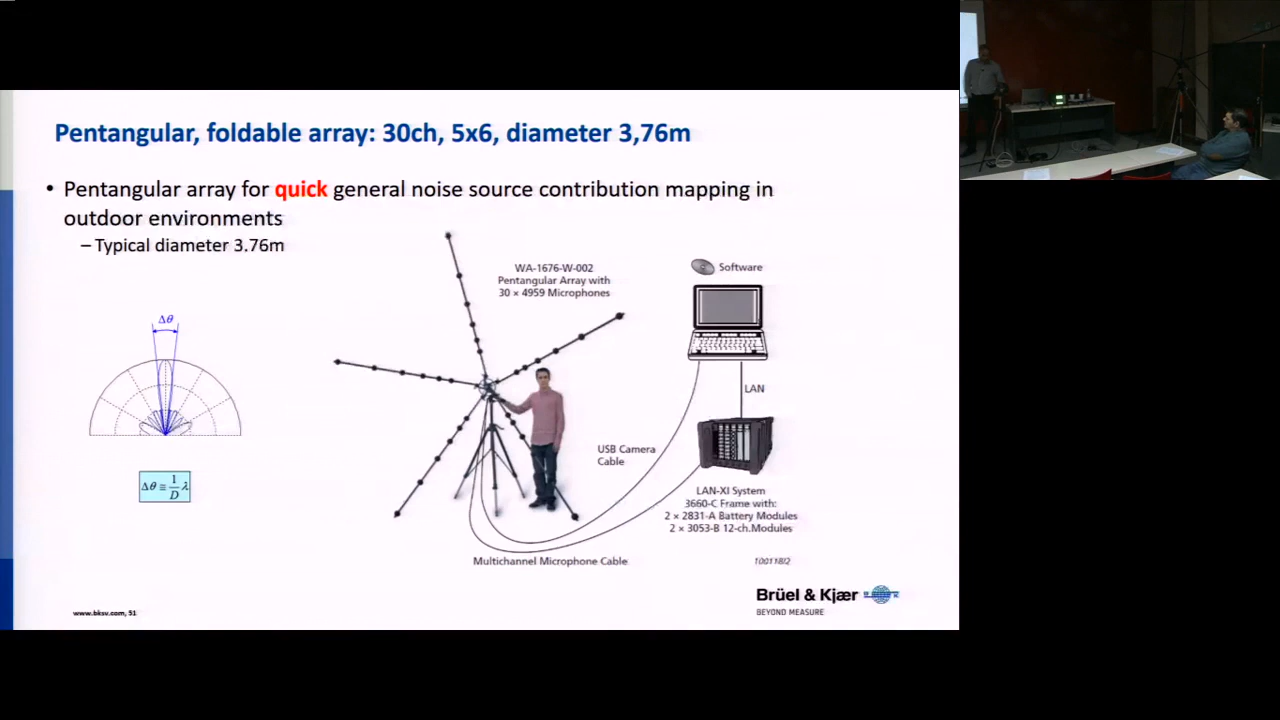 Pentangular, foldable array: 30ch, 5x6, diameter 3,76m
• Pentangular array for quick general noise source contribution mapping in
outdoor environments
– Typical diameter 3.76m
WA-1676-W-002
Pentangular Array with
30 × 4959 Microphones
Software
Δθ
LAN
USB Camera
Cable
Δθ ≅ 1/D λ
LAN-XI System
3660-C Frame with:
2 × 2831-A Battery Modules
2 × 3053-B 12-ch.Modules
Multichannel Microphone Cable
100118/2
Brüel & Kjær
BEYOND MEASURE
www.bksv.com, 51